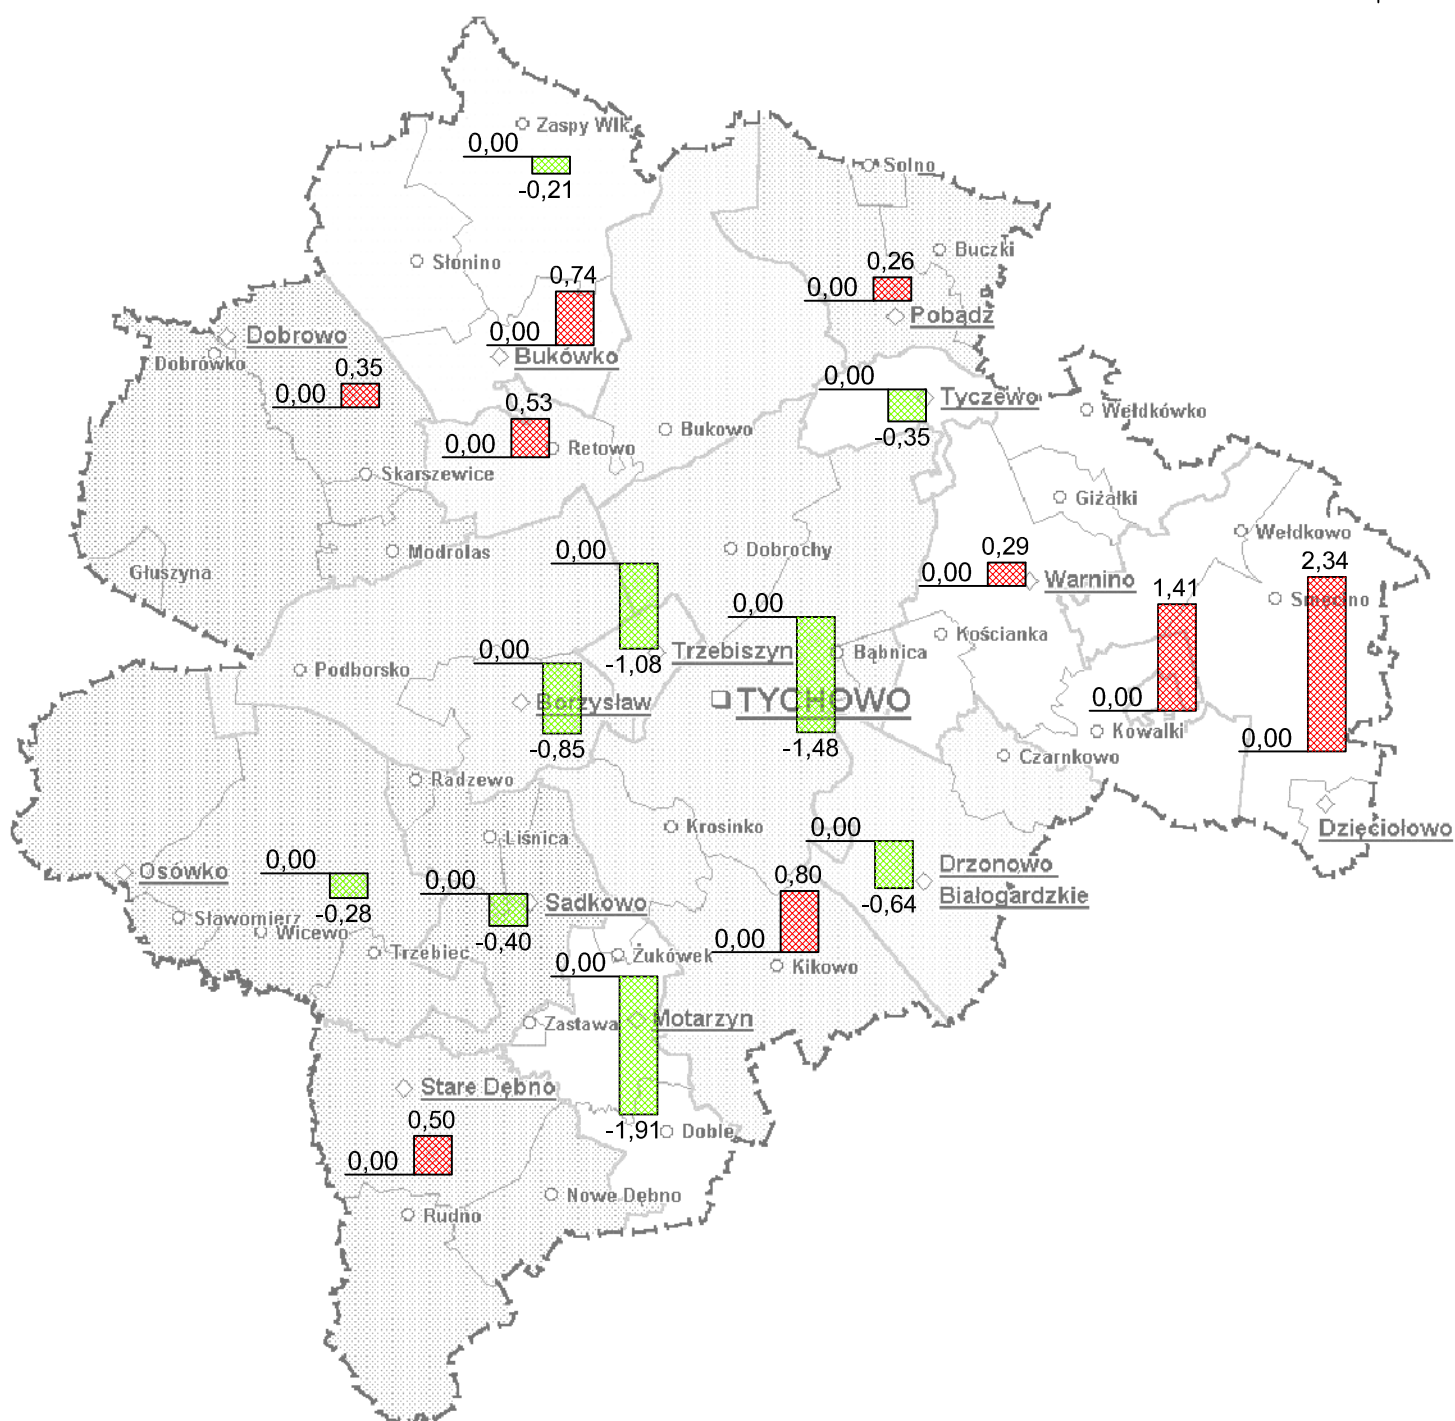 Zaspy Wlk.
0,00
-0,21
Solno
Słonino
Buczki
0,26
0,00
Pobądź
0,74
0,00
Bukówko
Dobrowo
Dobrówko
0,35
0,00
0,00
Tyczewo
-0,35
Wełdkówko
0,53
0,00
Retowo
Bukowo
Skarszewice
Giżałki
Wełdkowo
Modrolas
0,00
Dobrochy
0,29
0,00
Warnino
2,34
Smęcino
Głuszyna
1,41
0,00
Kościanka
Bąbnica
Trzebiszyn
-1,08
0,00
Podborsko
Borzysław
-0,85
TYCHOWO
-1,48
0,00
Kowalki
0,00
Czarnkowo
Radzewo
Liśnica
Krosinko
Dzięciołowo
0,00
Drzonowo
Białogardzkie
-0,64
Osówko
0,00
-0,28
0,00
Sadkowo
-0,40
0,80
0,00
Kikowo
Sławomierz
Wicewo
Trzebiec
Żukówek
0,00
Zastawa
Motarzyn
-1,91
Stare Dębno
0,50
0,00
Doble
Nowe Dębno
Rudno